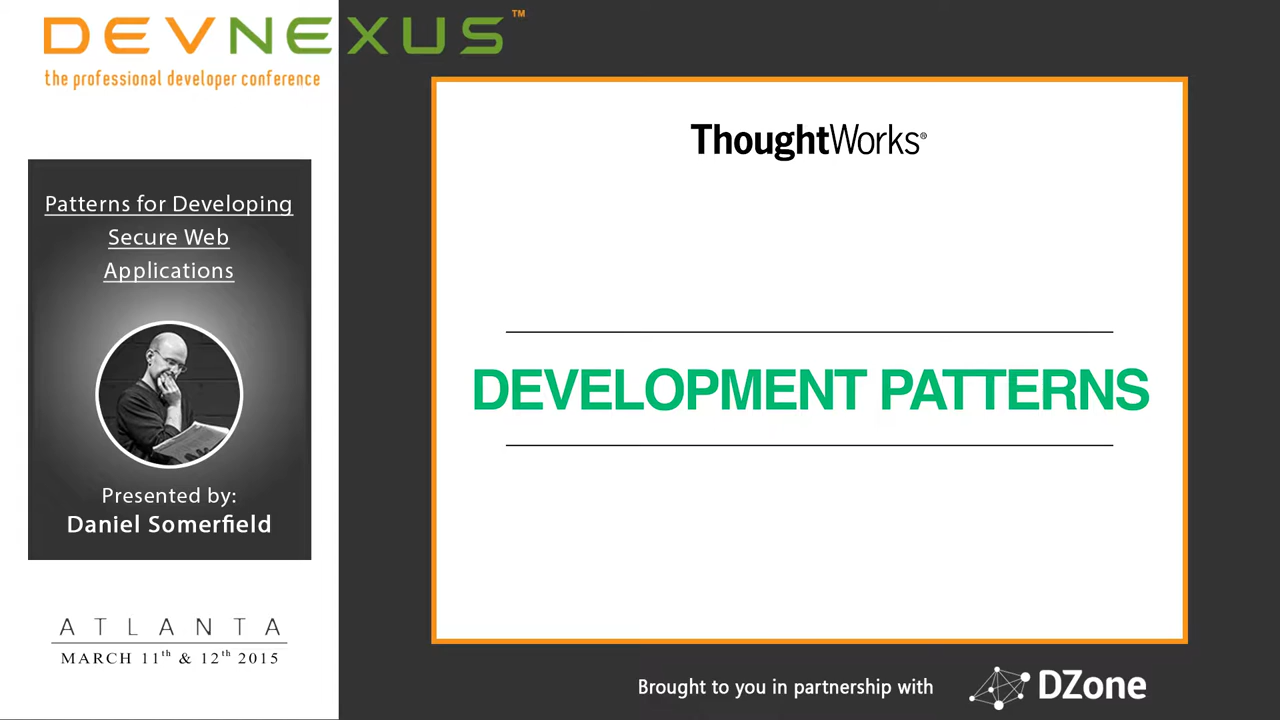 DEVNEXUS™
the professional developer conference
Patterns for Developing
Secure Web
Applications
Presented by:
Daniel Somerfield
ATLANTA
MARCH 11th & 12th 2015
ThoughtWorks®
DEVELOPMENT PATTERNS
Brought to you in partnership with
DZone